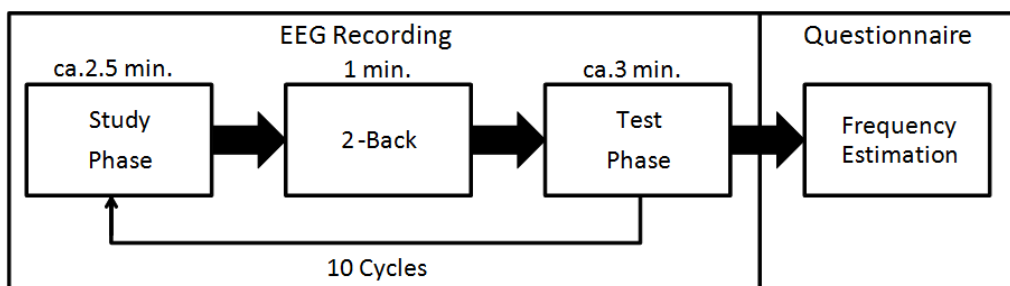 EEG Recording
Questionnaire
ca.2.5 min.
1 min.
ca.3 min.
Study
Phase
2-Back
Test
Phase
Frequency
Estimation
10 Cycles